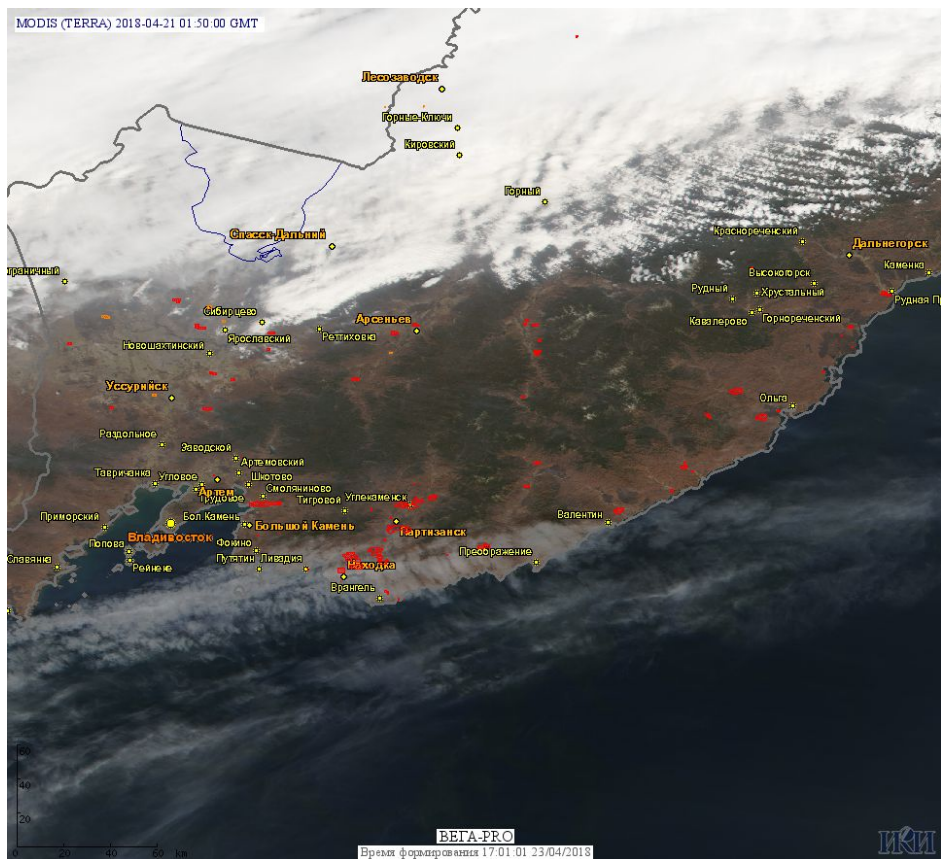 MODIS (TERRA) 2018-04-21 01:50:00 GMT
Лесозаводск
Горные-Ключи
Кировский
Горный
Краснореченский
Спасск-Дальний
Дальнегорск
Каменка
Высокогорск
граничный
Рудный
Хрустальный
Рудная П
Сибирцево
Кавалерово
Горнореченский
Арсеньев
Ярославский
Реттиховка
Новошахтинский
Уссурийск
Ольга
Раздольное
Заводской
Артемовский
Тавричанка
Угловое
Шкотово
Артем
Смоляниново
Трудовое
Тигровой
Углекаменск
Приморский
Бол.Камень
Большой Камень
Валентин
Партизанск
Владивосток
Попова
Фокино
Преображение
Славянка
Рейнеке
Путятин
Ливадия
Находка
Врангель
60
40
20
0 20 40 60 km
ВЕГА-PRO
Время формирования 17:01:01 23/04/2018
ИКИ